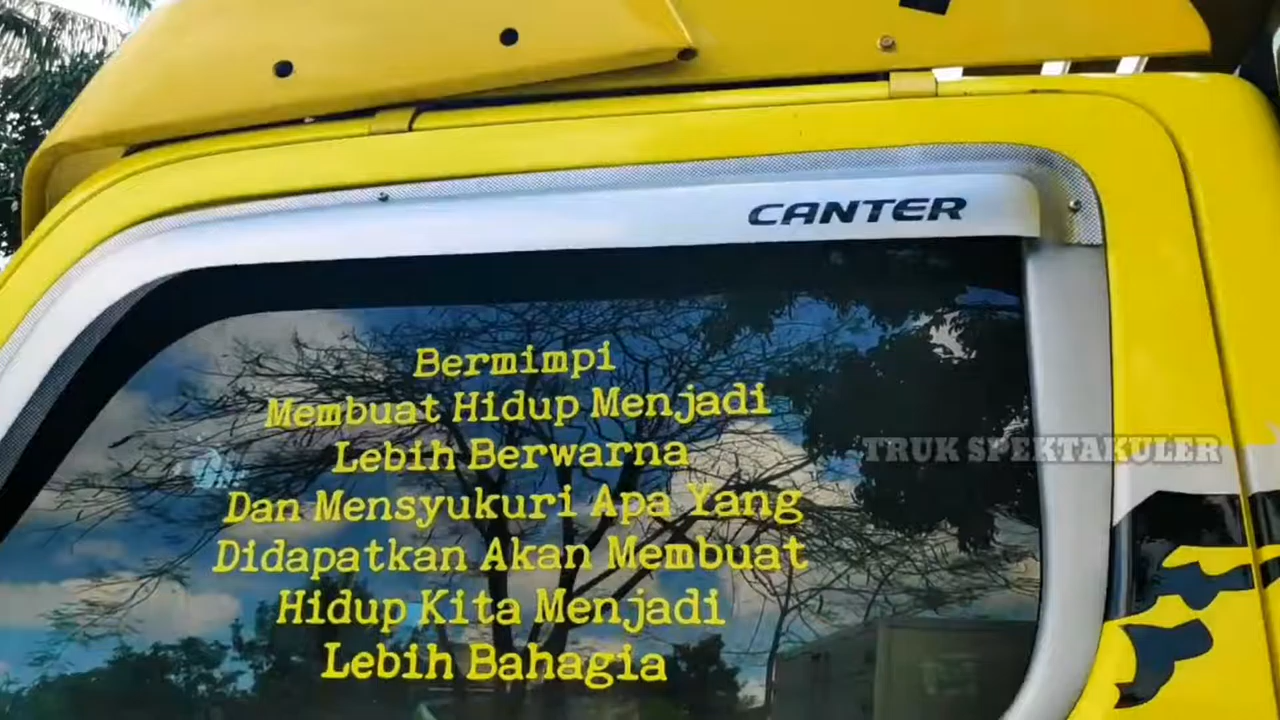 CANTER
Bermimpi
Membuat Hidup Menjadi
Lebih Berwarna
Dan Mensyukuri Apa Yang
Didapatkan Akan Membuat
Hidup Kita Menjadi
Lebih Bahagia
TRUK SPEKTAKULER